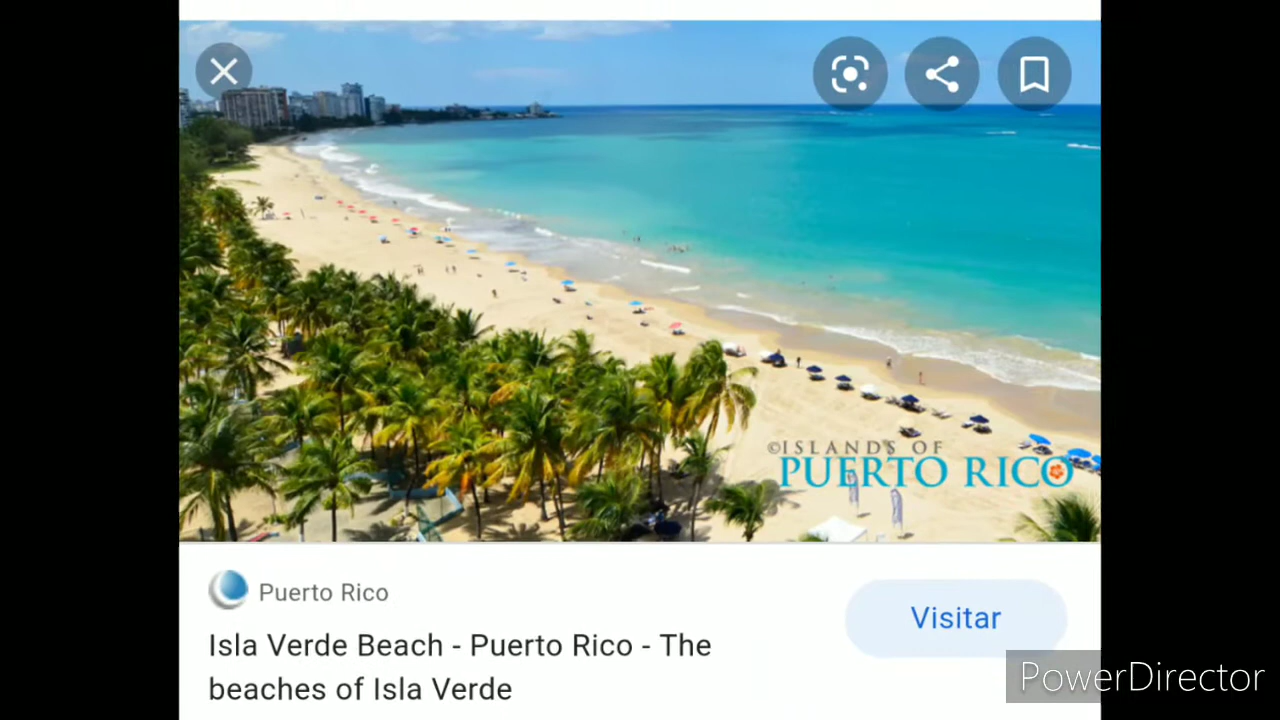 ©ISLANDS OF
PUERTO RICO
Puerto Rico
Visitar
Isla Verde Beach - Puerto Rico - The
beaches of Isla Verde
PowerDirector